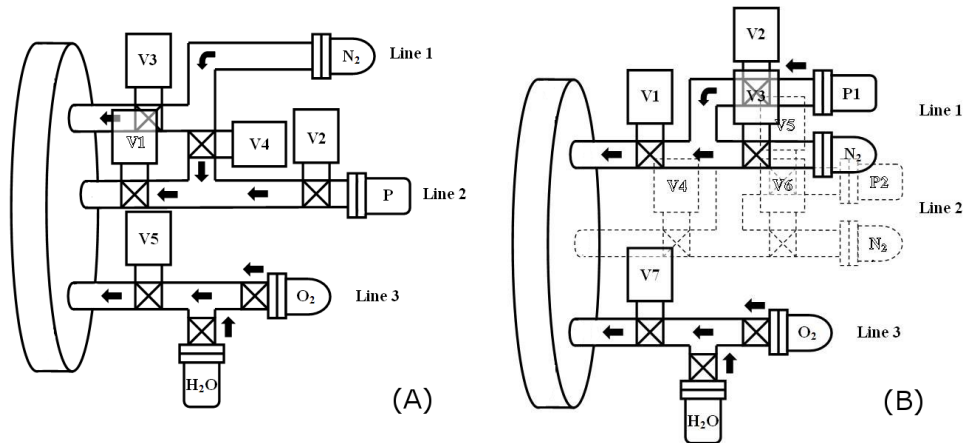 V3
N₂
Line 1
V1
V4
V2
P
Line 2
V5
O₂
Line 3
H₂O
(A)
V2
V1
V3
P1
Line 1
V5
N₂
V4
V6
P2
Line 2
N₂
V7
O₂
Line 3
H₂O
(B)